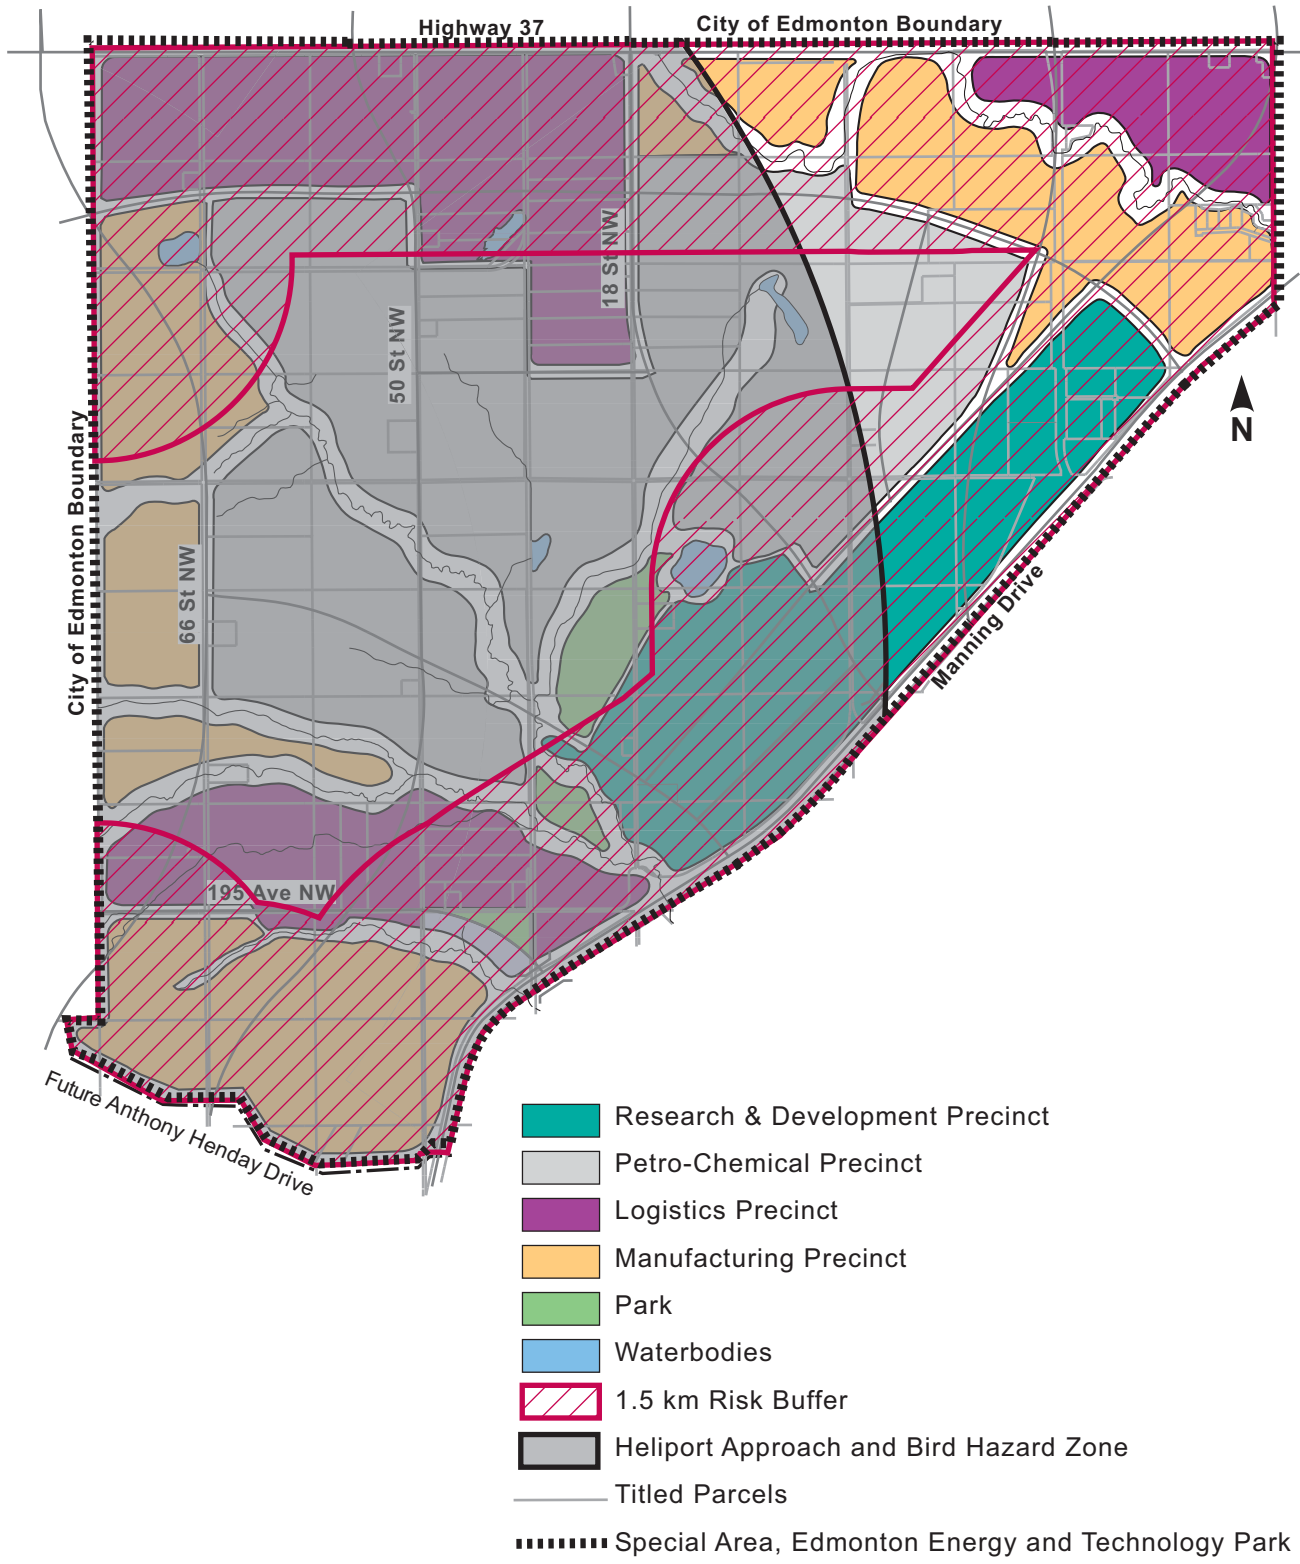 Highway 37
City of Edmonton Boundary
18 St NW
50 St NW
N
City of Edmonton Boundary
66 St NW
Manning Drive
195 Ave NW
Future Anthony Henday Drive
Research & Development Precinct
Petro-Chemical Precinct
Logistics Precinct
Manufacturing Precinct
Park
Waterbodies
1.5 km Risk Buffer
Heliport Approach and Bird Hazard Zone
Titled Parcels
Special Area, Edmonton Energy and Technology Park